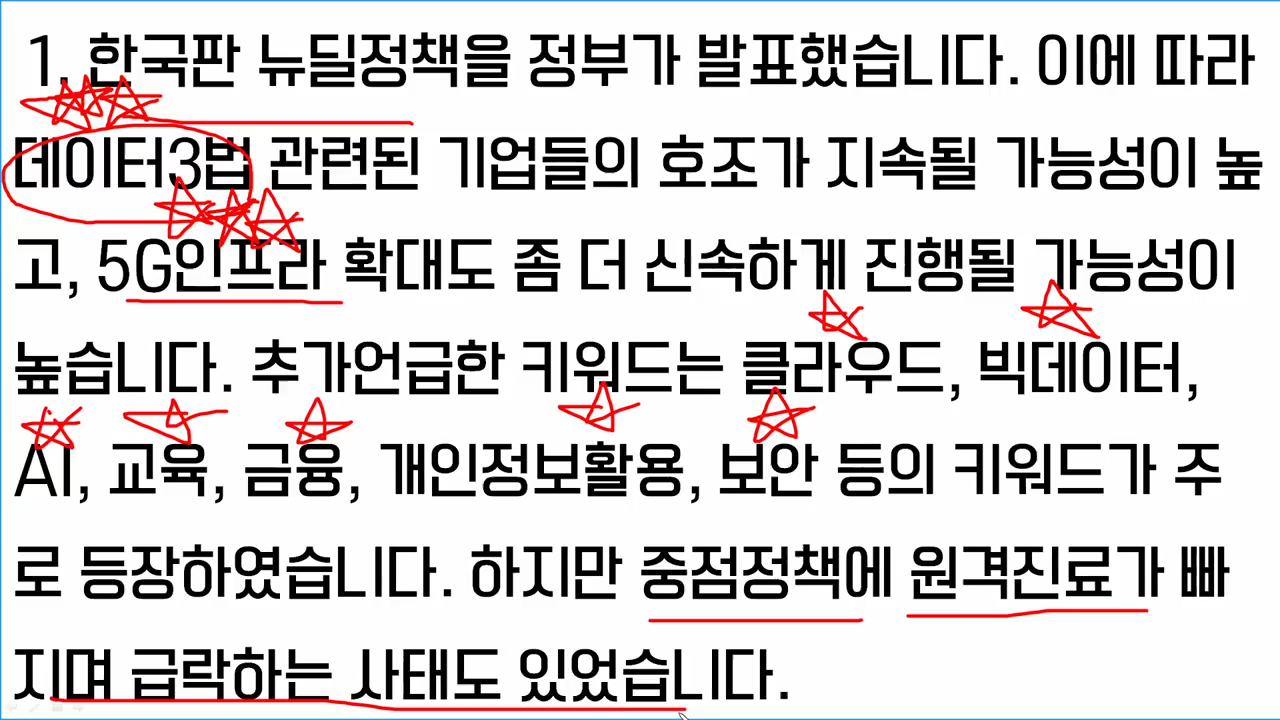 1. 한국판 뉴딜정책을 정부가 발표했습니다. 이에 따라
데이터3법 관련된 기업들의 호조가 지속될 가능성이 높
고, 5G인프라 확대도 좀 더 신속하게 진행될 가능성이
높습니다. 추가언급한 키워드는 클라우드, 빅데이터,
AI, 교육, 금융, 개인정보활용, 보안 등의 키워드가 주
로 등장하였습니다. 하지만 중점정책에 원격진료가 빠
지며 급락하는 사태도 있었습니다.